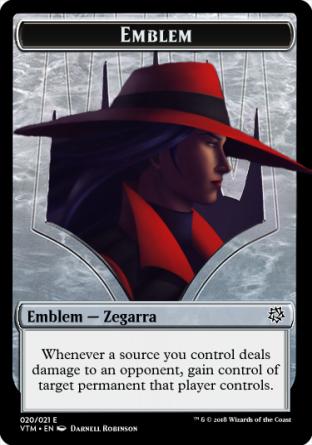 EMBLEM
Emblem — Zegarra
Whenever a source you control deals
damage to an opponent, gain control of
target permanent that player controls.
020/021 E
VTM • EN DARNELL ROBINSON
™ & © 2018 Wizards of the Coast